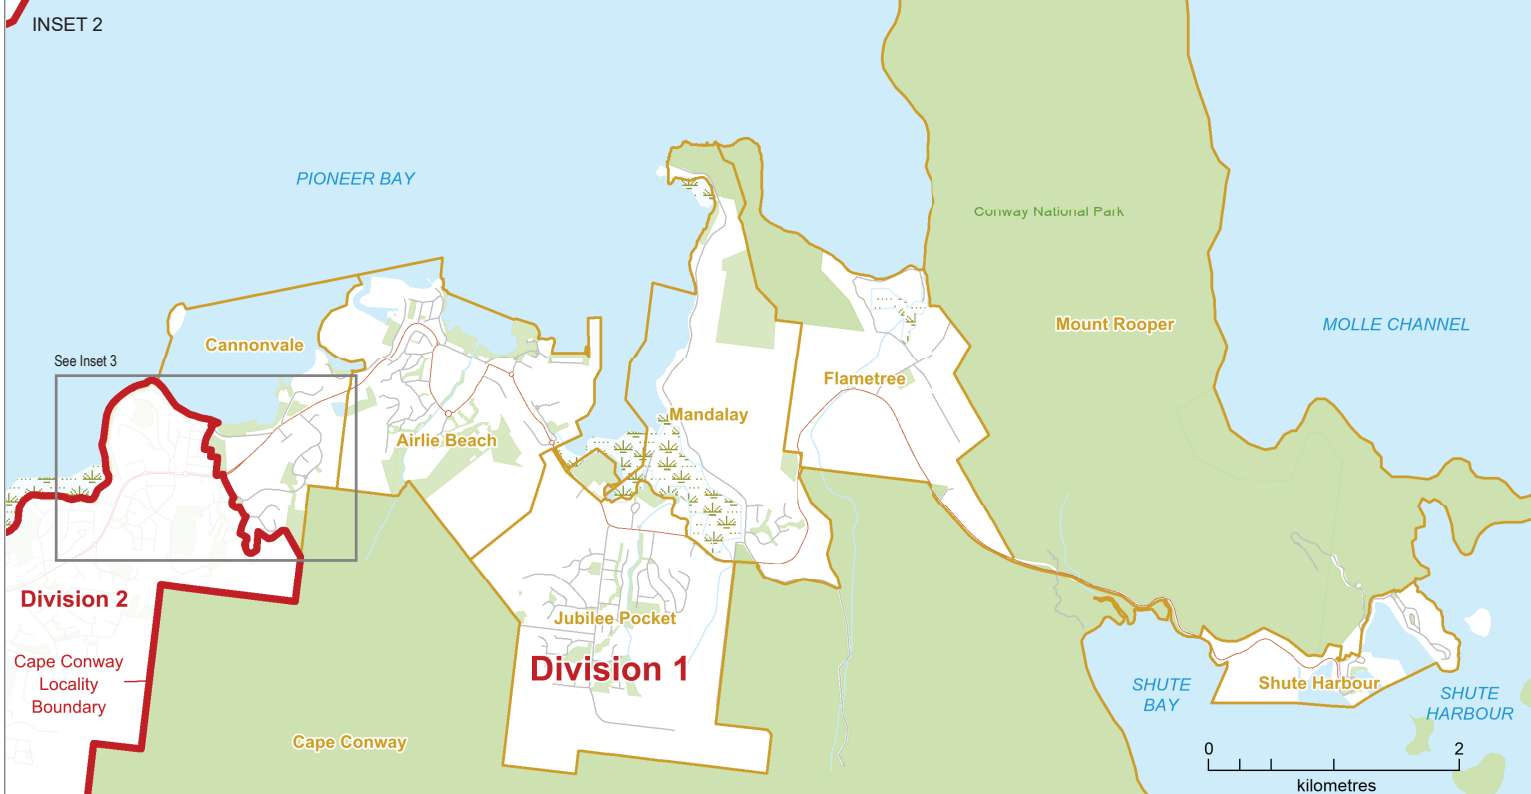 INSET 2
PIONEER BAY
Conway National Park
Mount Rooper
MOLLE CHANNEL
Cannonvale
See Inset 3
Flametree
Mandalay
Airlie Beach
Division 2
Jubilee Pocket
Division 1
Cape Conway
Locality
Boundary
Cape Conway
SHUTE
BAY
Shute Harbour
SHUTE
HARBOUR
0 2
kilometres